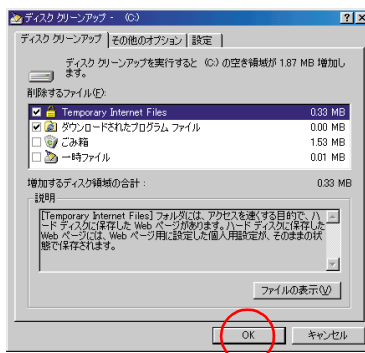 ディスク クリーンアップ - (C:)
ディスク クリーンアップ その他のオプション 設定
ディスク クリーンアップを実行すると (C:) の空き領域が 1.87 MB 増加し
ます。
削除するファイル(F):
Temporary Internet Files 0.33 MB
ダウンロードされたプログラム ファイル 0.00 MB
ごみ箱 1.53 MB
一時ファイル 0.01 MB
増加するディスク領域の合計: 0.33 MB
説明
[Temporary Internet Files] フォルダには、アクセスを速くする目的で、ハ
ード ディスクに保存した Web ページがあります。ハード ディスクに保存した
Web ページには、Web ページ用に設定した個人用設定が、そのままの状
態で保存されます。
ファイルの表示(V)
OK キャンセル